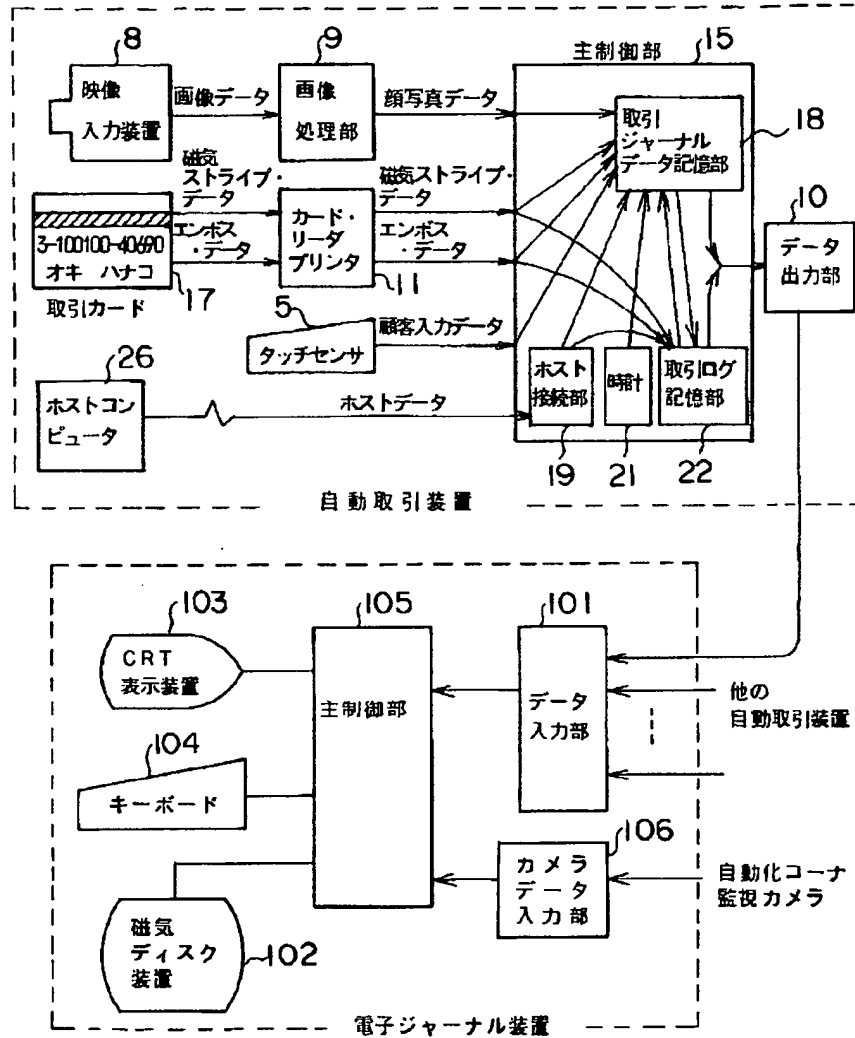 8
映像
入力装置
画像データ
9
画像
処理部
顔写真データ
主制御部
15
取引
ジャーナル
データ記憶部
18
磁気
ストライプ・
データ
エンボス
・データ
3-100100-40690
オキ ハナコ
17
取引カード
カード・
リーダ
プリンタ
11
磁気ストライプ・
データ
エンボス
・データ
10
データ
出力部
5
タッチセンサ
顧客入力データ
26
ホストコン
ピュータ
ホストデータ
ホスト
接続部
19
時計
21
取引ログ
記憶部
22
自動取引装置
103
CRT
表示装置
105
主制御部
101
データ
入力部
他の
自動取引装置
104
キーボード
106
カメラ
データ
入力部
自動化コーナ
監視カメラ
磁気
ディスク
装置
102
電子ジャーナル装置